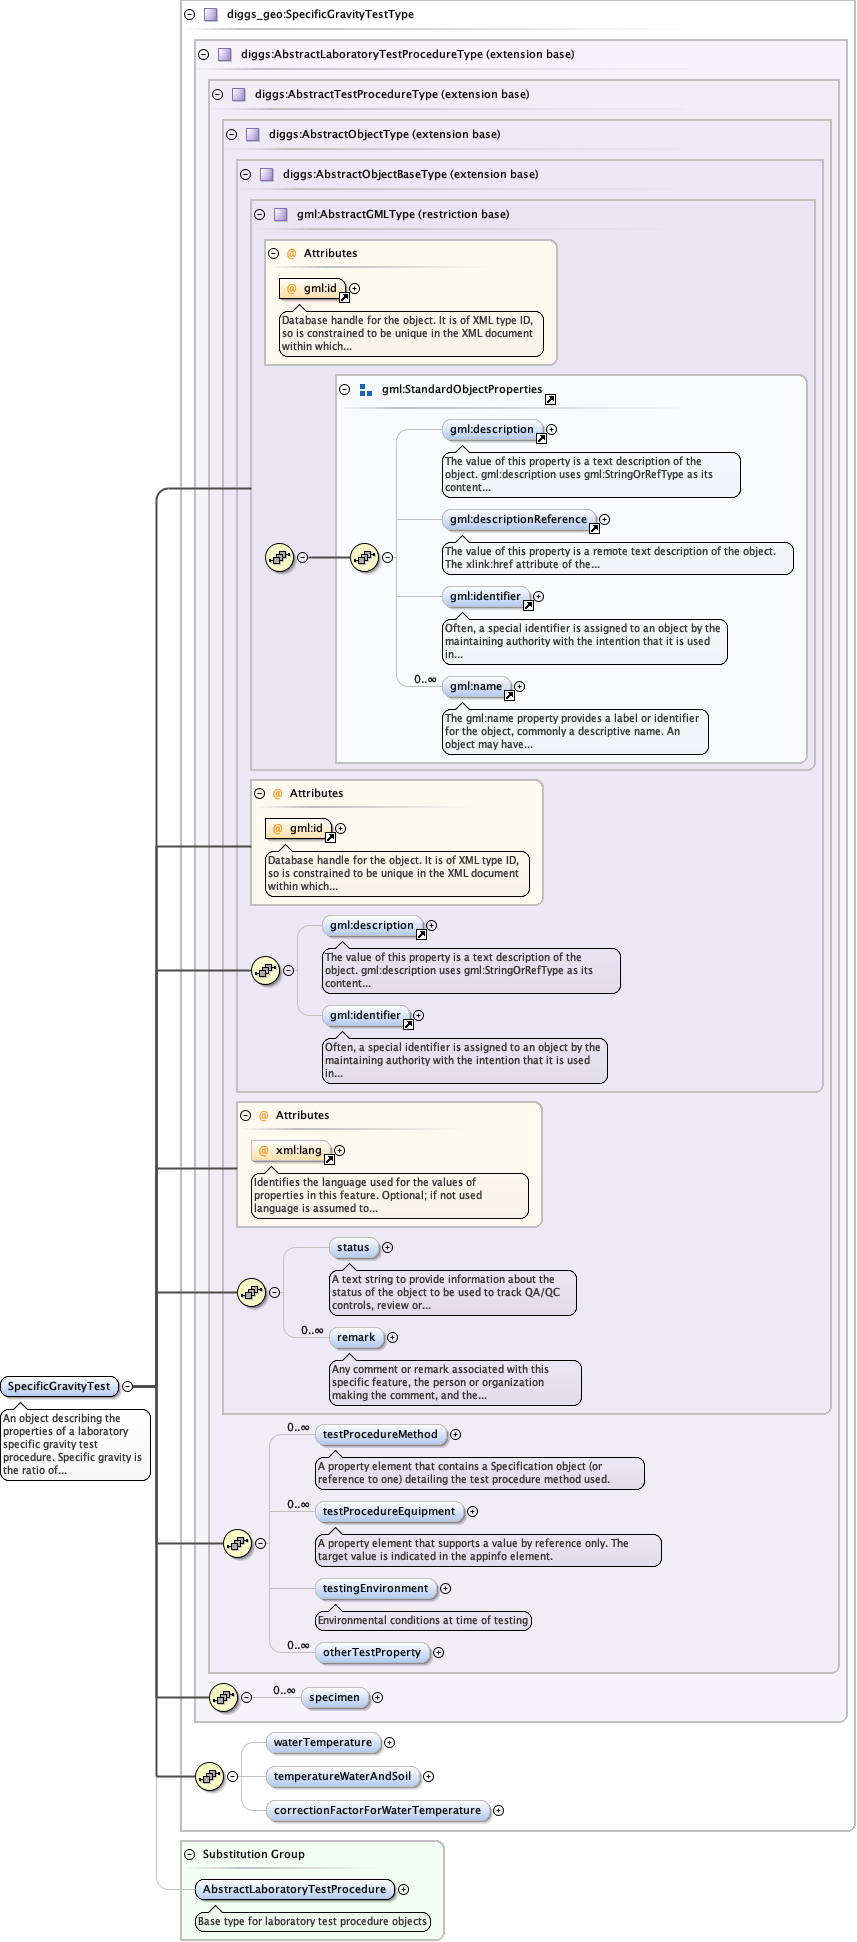 diggs_geo:SpecificGravityTestType
diggs:AbstractLaboratoryTestProcedureType (extension base)
diggs:AbstractTestProcedureType (extension base)
diggs:AbstractObjectType (extension base)
diggs:AbstractObjectBaseType (extension base)
gml:AbstractGMLType (restriction base)
@ Attributes
@ gml:id
Database handle for the object. It is of XML type ID,
so is constrained to be unique in the XML document
within which...
gml:StandardObjectProperties
gml:description
The value of this property is a text description of the
object. gml:description uses gml:StringOrRefType as its
content...
gml:descriptionReference
The value of this property is a remote text description of the object.
The xlink:href attribute of the...
gml:identifier
Often, a special identifier is assigned to an object by the
maintaining authority with the intention that it is used
in...
0..∞
gml:name
The gml:name property provides a label or identifier
for the object, commonly a descriptive name. An
object may have...
@ Attributes
@ gml:id
Database handle for the object. It is of XML type ID,
so is constrained to be unique in the XML document
within which...
gml:description
The value of this property is a text description of the
object. gml:description uses gml:StringOrRefType as its
content...
gml:identifier
Often, a special identifier is assigned to an object by the
maintaining authority with the intention that it is used
in...
@ Attributes
@ xml:lang
Identifies the language used for the values of
properties in this feature. Optional; if not used
language is assumed to...
status
A text string to provide information about the
status of the object to be used to track QA/QC
controls, review or...
0..∞
remark
Any comment or remark associated with this
specific feature, the person or organization
making the comment, and the...
SpecificGravityTest
An object describing the
properties of a laboratory
specific gravity test
procedure. Specific gravity is
the ratio of...
0..∞
testProcedureMethod
A property element that contains a Specification object (or
reference to one) detailing the test procedure method used.
0..∞
testProcedureEquipment
A property element that supports a value by reference only. The
target value is indicated in the appinfo element.
testingEnvironment
Environmental conditions at time of testing
0..∞
otherTestProperty
0..∞
specimen
waterTemperature
temperatureWaterAndSoil
correctionFactorForWaterTemperature
Substitution Group
AbstractLaboratoryTestProcedure
Base type for laboratory test procedure objects